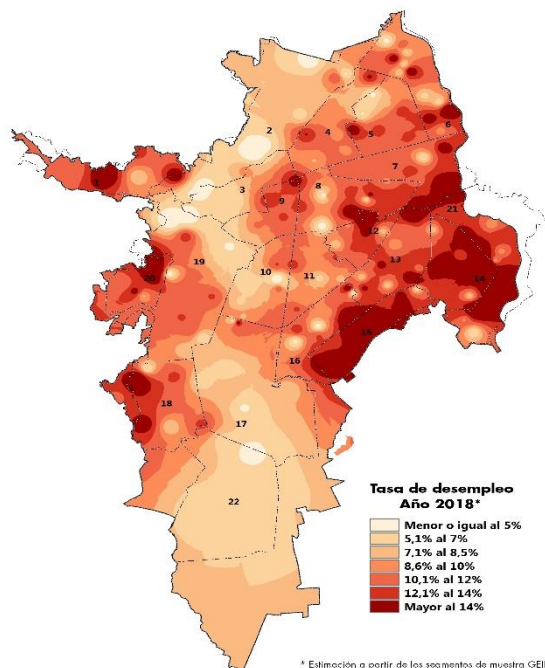 2
4
5
6
7
3
8
9
21
12
19
13
20
10
11
14
15
16
18
17
22
Tasa de desempleo
Año 2018*
Menor o igual al 5%
5,1% al 7%
7,1% al 8,5%
8,6% al 10%
10,1% al 12%
12,1% al 14%
Mayor al 14%
* Estimación a partir de los segmentos de muestra GEI